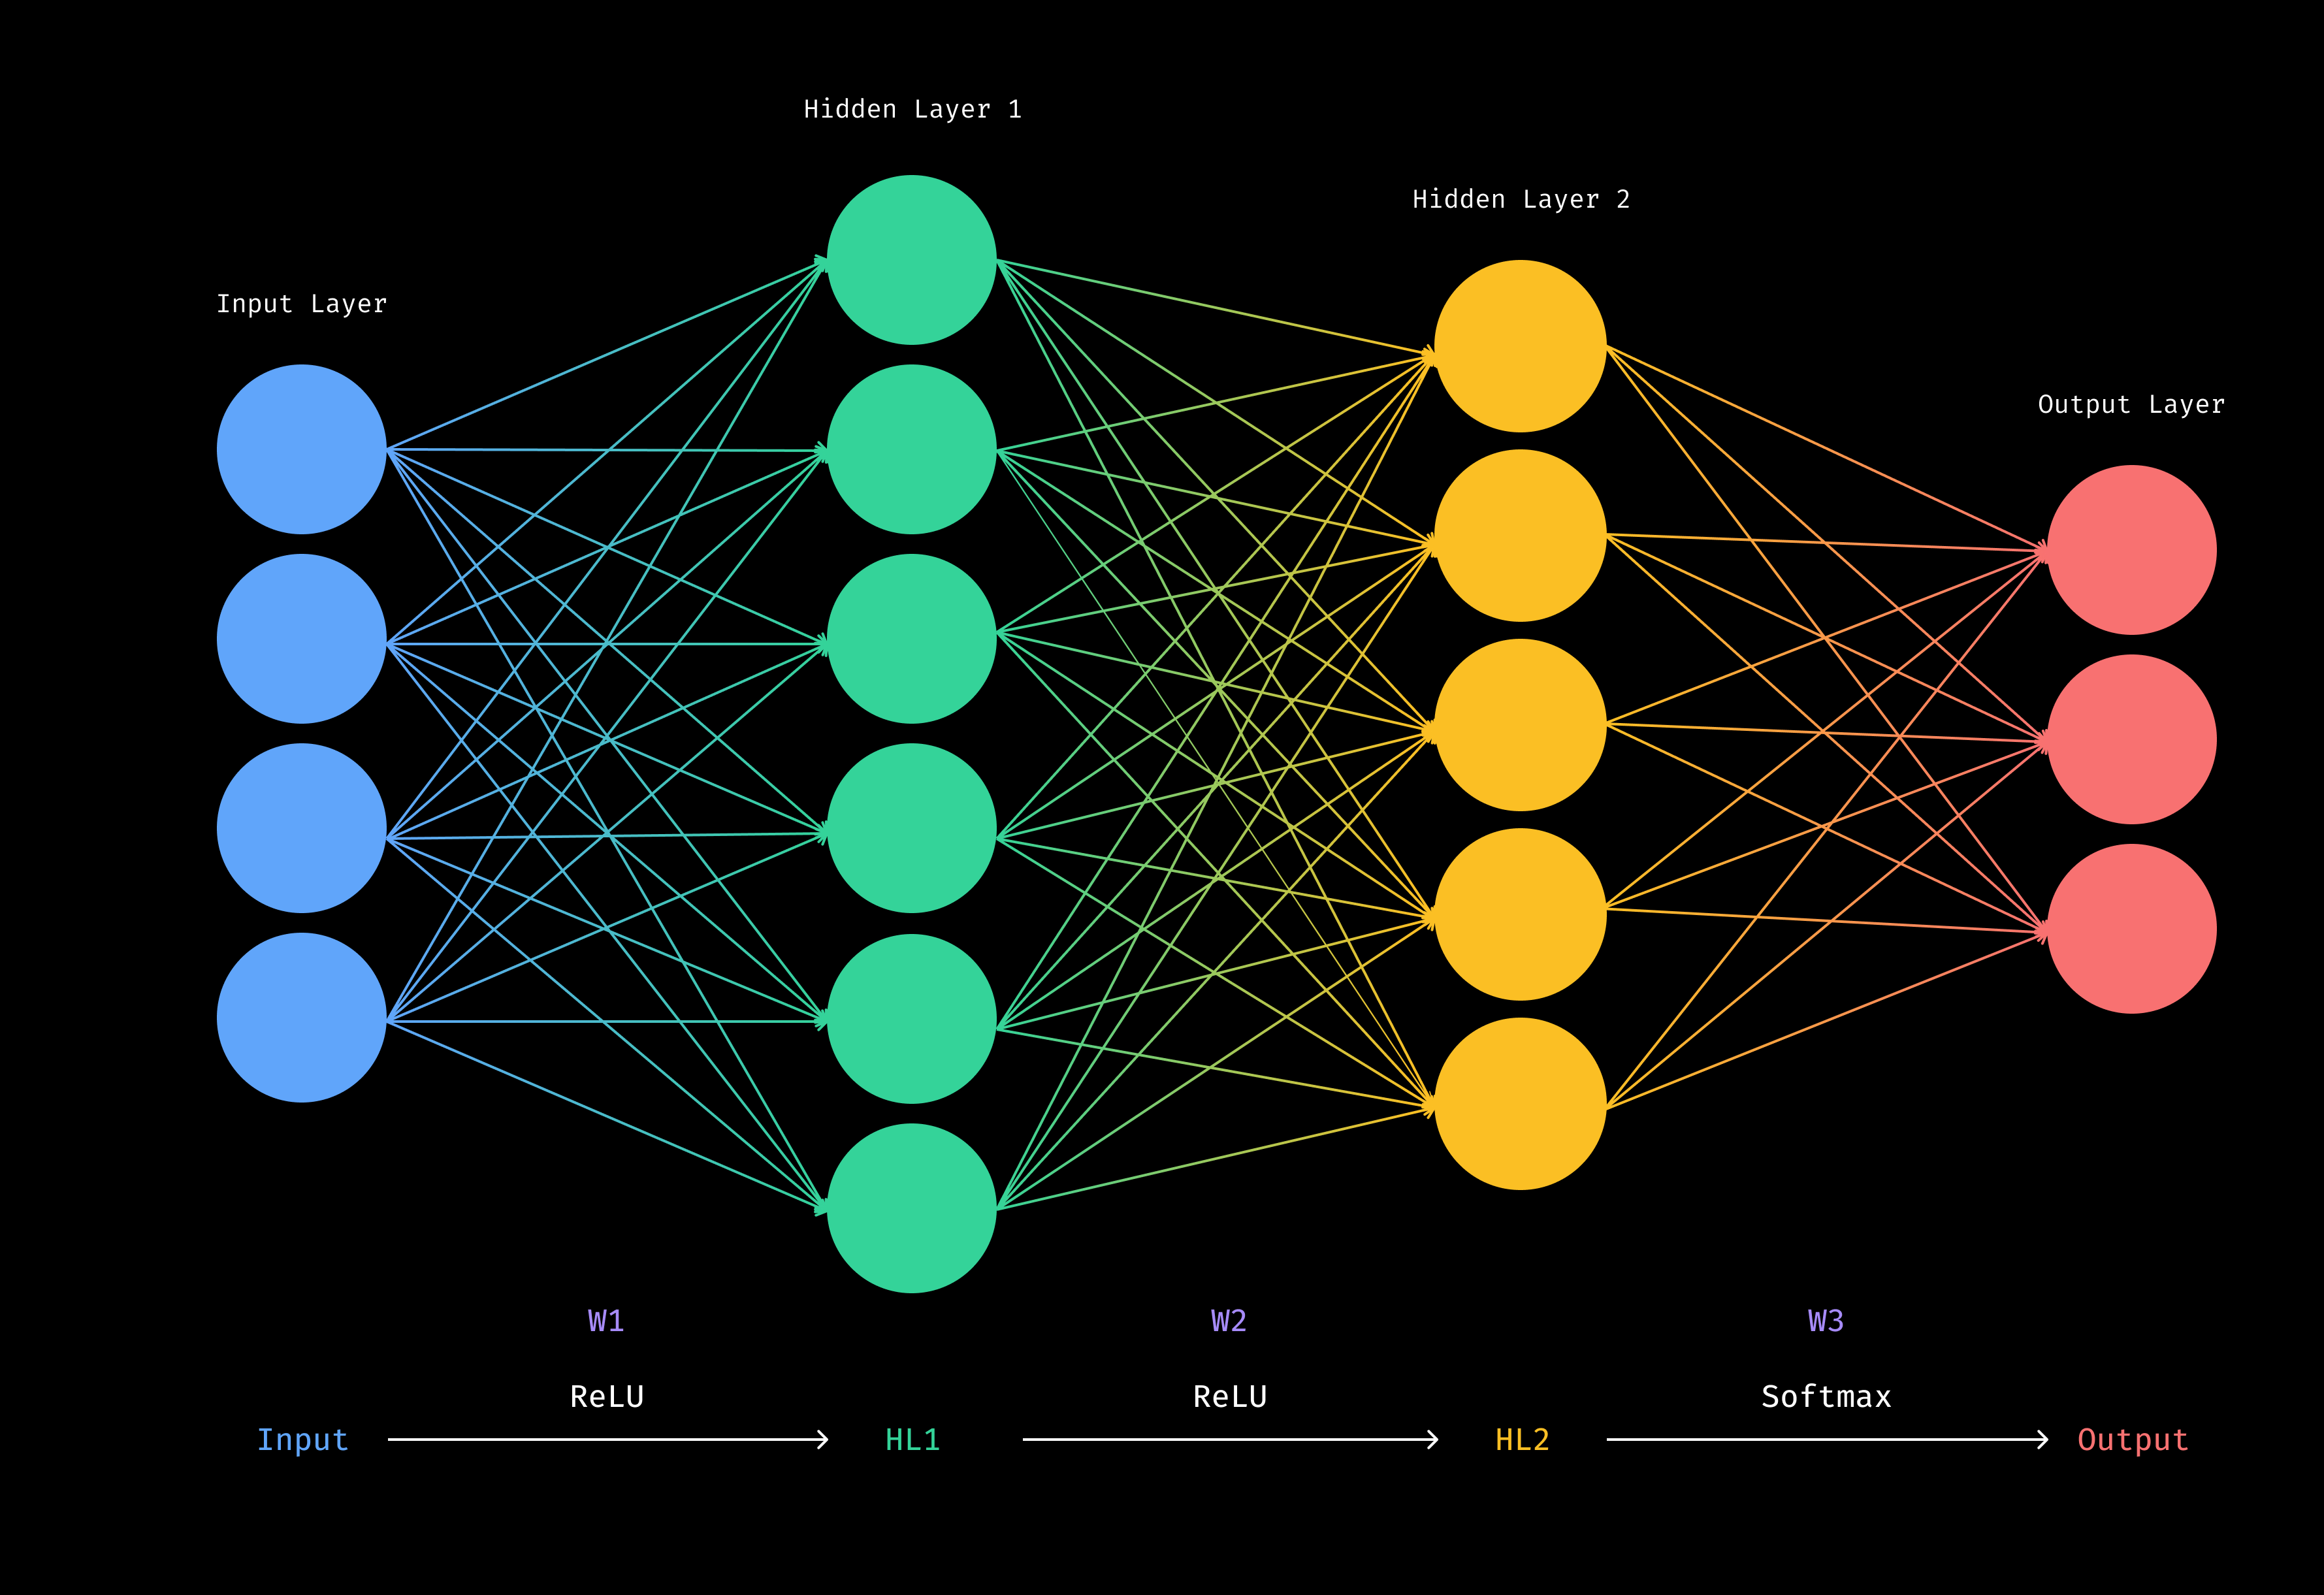 Hidden Layer 1
Hidden Layer 2
Input Layer
Output Layer
W1
W2
W3
ReLU
ReLU
Softmax
Input
HL1
HL2
Output